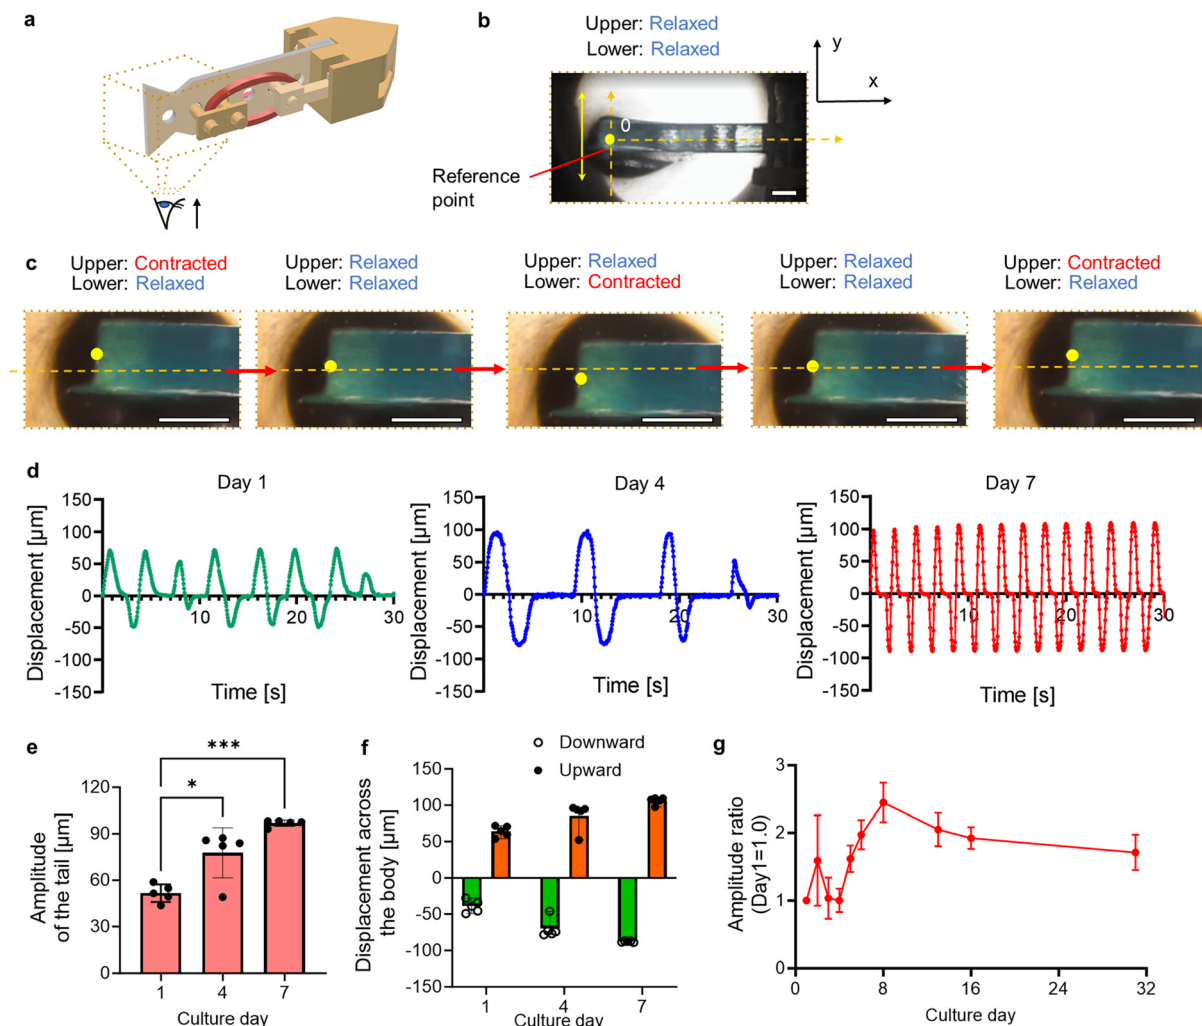 a
b
Upper: Relaxed
Lower: Relaxed
y
x
0
Reference
point
c
Upper: Contracted
Lower: Relaxed
Upper: Relaxed
Lower: Relaxed
Upper: Relaxed
Lower: Contracted
Upper: Relaxed
Lower: Relaxed
Upper: Contracted
Lower: Relaxed
d
Day 1
Displacement [µm]
150
100
50
0
-50
-100
-150
10
20
30
Time [s]
Day 4
Displacement [µm]
150
100
50
0
-50
-100
-150
10
20
30
Time [s]
Day 7
Displacement [µm]
150
100
50
0
-50
-100
-150
10
20
30
Time [s]
e
Amplitude
of the tail [µm]
120
90
60
30
0
***
*
1
4
7
Culture day
f
Downward
Upward
Displacement across
the body [µm]
150
100
50
0
-50
-100
-150
1
4
7
Culture day
g
Amplitude ratio
(Day1=1.0)
3
2
1
0
0
8
16
24
32
Culture day